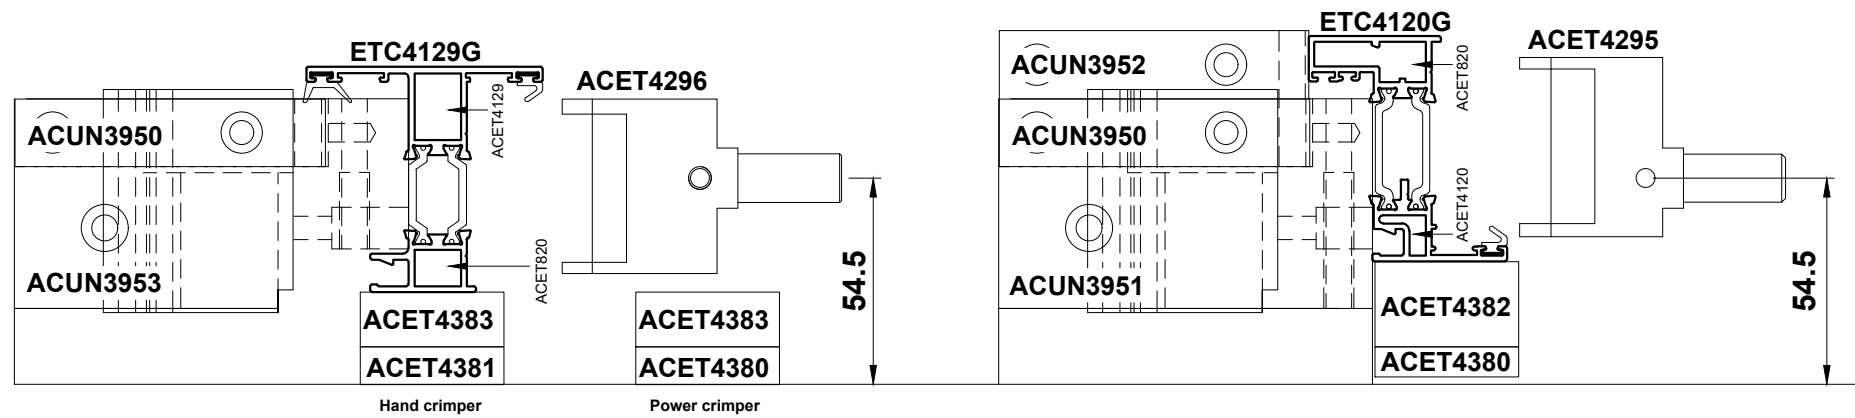 ETC4129G
ACET4296
ACUN3950
ACET4129
ACUN3953
ACET820
ACET4383
ACET4381
Hand crimper
ACET4383
ACET4380
Power crimper
54.5
ETC4120G
ACET4295
ACUN3952
ACET820
ACUN3950
ACET4120
ACUN3951
ACET4382
ACET4380
54.5